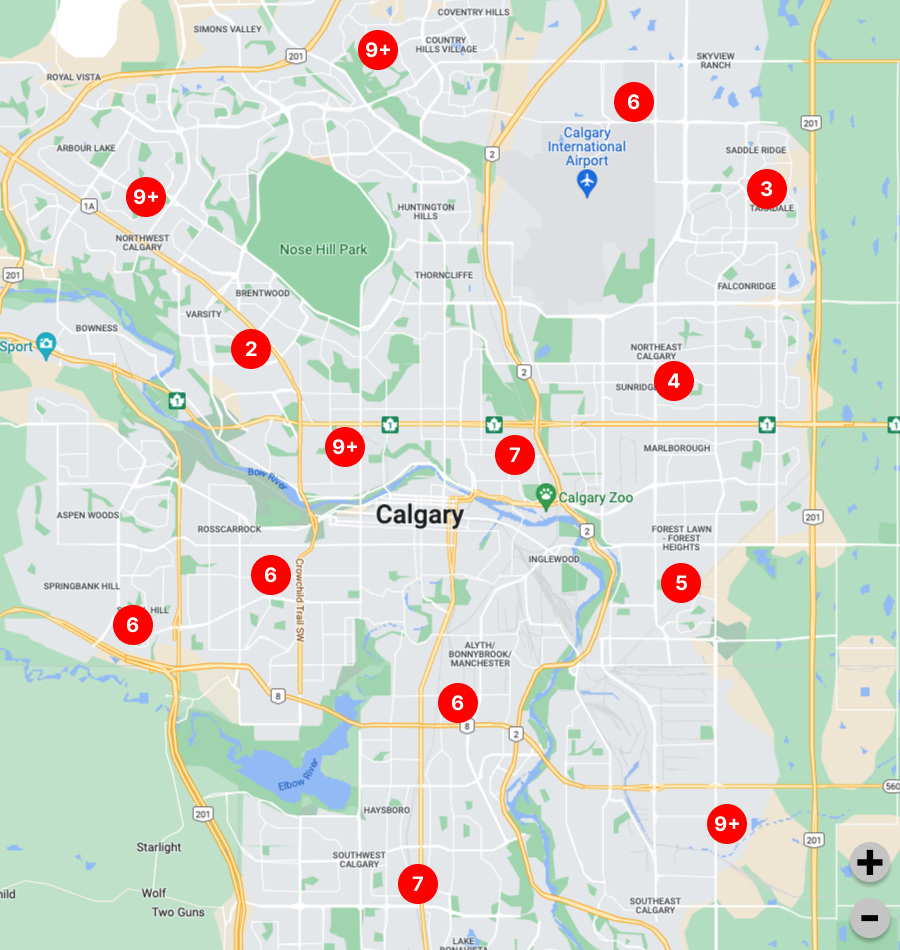 COVENTRY HILLS
SIMONS VALLEY
9+
COUNTRY
HILLS VILLAGE
201
SKYVIEW
RANCH
ROYAL VISTA
6
201
Calgary
International
Airport
ARBOUR LAKE
2
SADDLE RIDGE
9+
3
1A
HUNTINGTON
HILLS
NORTHWEST
CALGARY
Nose Hill Park
201
THORNCLIFFE
FALCONRIDGE
BRENTWOOD
VARSITY
BOWNESS
Sport
2
NORTHEAST
CALGARY
2
4
1
1
1
1
1
9+
7
MARLBOROUGH
Bow River
Calgary Zoo
Calgary
ASPEN WOODS
ROSSCARROCK
201
2
FOREST LAWN
- FOREST
HEIGHTS
INGLEWOOD
6
5
SPRINGBANK HILL
Crowchild Trail SW
HILL
6
ALYTH/
BONNYBROOK/
MANCHESTER
8
6
8
2
Elbow River
560
HAYSBORO
201
9+
201
Starlight
SOUTHWEST
CALGARY
+
7
Wolf
Two Guns
SOUTHEAST
CALGARY
-
LAKE